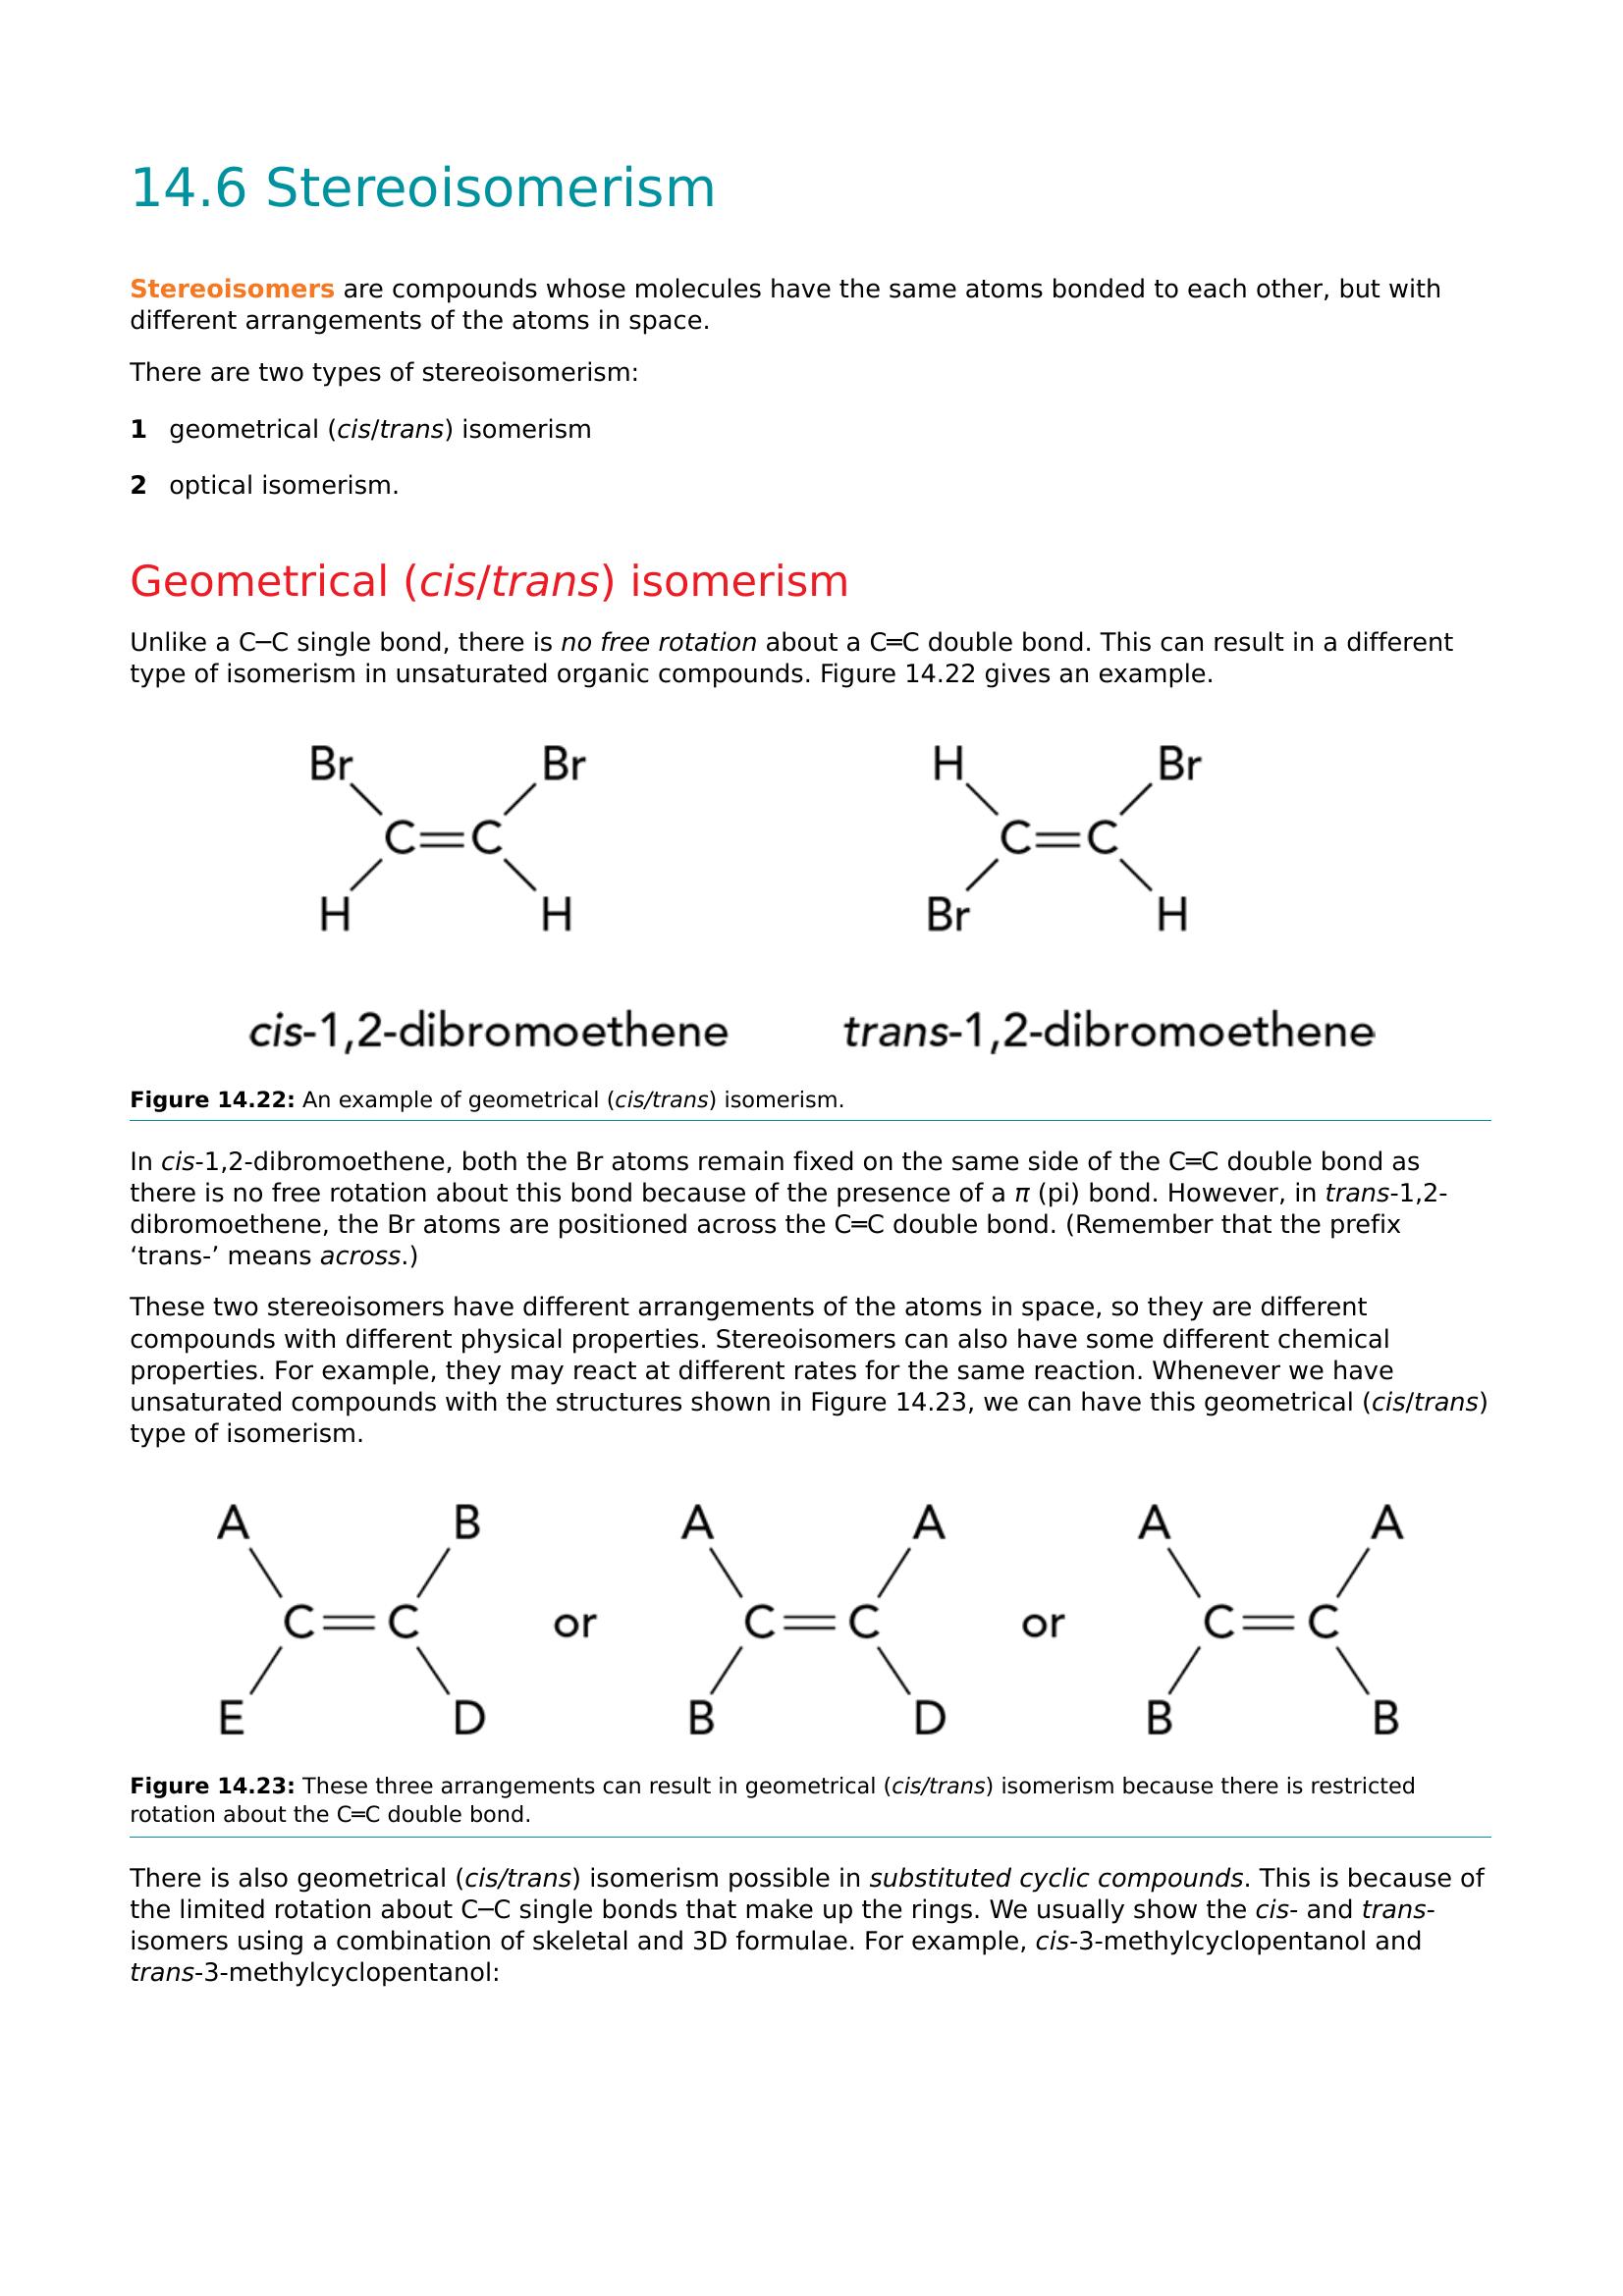 14.6 Stereoisomerism
Stereoisomers are compounds whose molecules have the same atoms bonded to each other, but with
different arrangements of the atoms in space.
There are two types of stereoisomerism:
1 geometrical (cis/trans) isomerism
2 optical isomerism.
Geometrical (cis/trans) isomerism
Unlike a C─C single bond, there is no free rotation about a C═C double bond. This can result in a different
type of isomerism in unsaturated organic compounds. Figure 14.22 gives an example.
Br Br H Br
C═C C═C
H H Br H
cis-1,2-dibromoethene trans-1,2-dibromoethene
Figure 14.22: An example of geometrical (cis/trans) isomerism.
In cis-1,2-dibromoethene, both the Br atoms remain fixed on the same side of the C═C double bond as
there is no free rotation about this bond because of the presence of a π (pi) bond. However, in trans-1,2-
dibromoethene, the Br atoms are positioned across the C═C double bond. (Remember that the prefix
‘trans-’ means across.)
These two stereoisomers have different arrangements of the atoms in space, so they are different
compounds with different physical properties. Stereoisomers can also have some different chemical
properties. For example, they may react at different rates for the same reaction. Whenever we have
unsaturated compounds with the structures shown in Figure 14.23, we can have this geometrical (cis/trans)
type of isomerism.
A B A A A A
C═C or C═C or C═C
E D B D B B
Figure 14.23: These three arrangements can result in geometrical (cis/trans) isomerism because there is restricted
rotation about the C═C double bond.
There is also geometrical (cis/trans) isomerism possible in substituted cyclic compounds. This is because of
the limited rotation about C─C single bonds that make up the rings. We usually show the cis- and trans-
isomers using a combination of skeletal and 3D formulae. For example, cis-3-methylcyclopentanol and
trans-3-methylcyclopentanol: